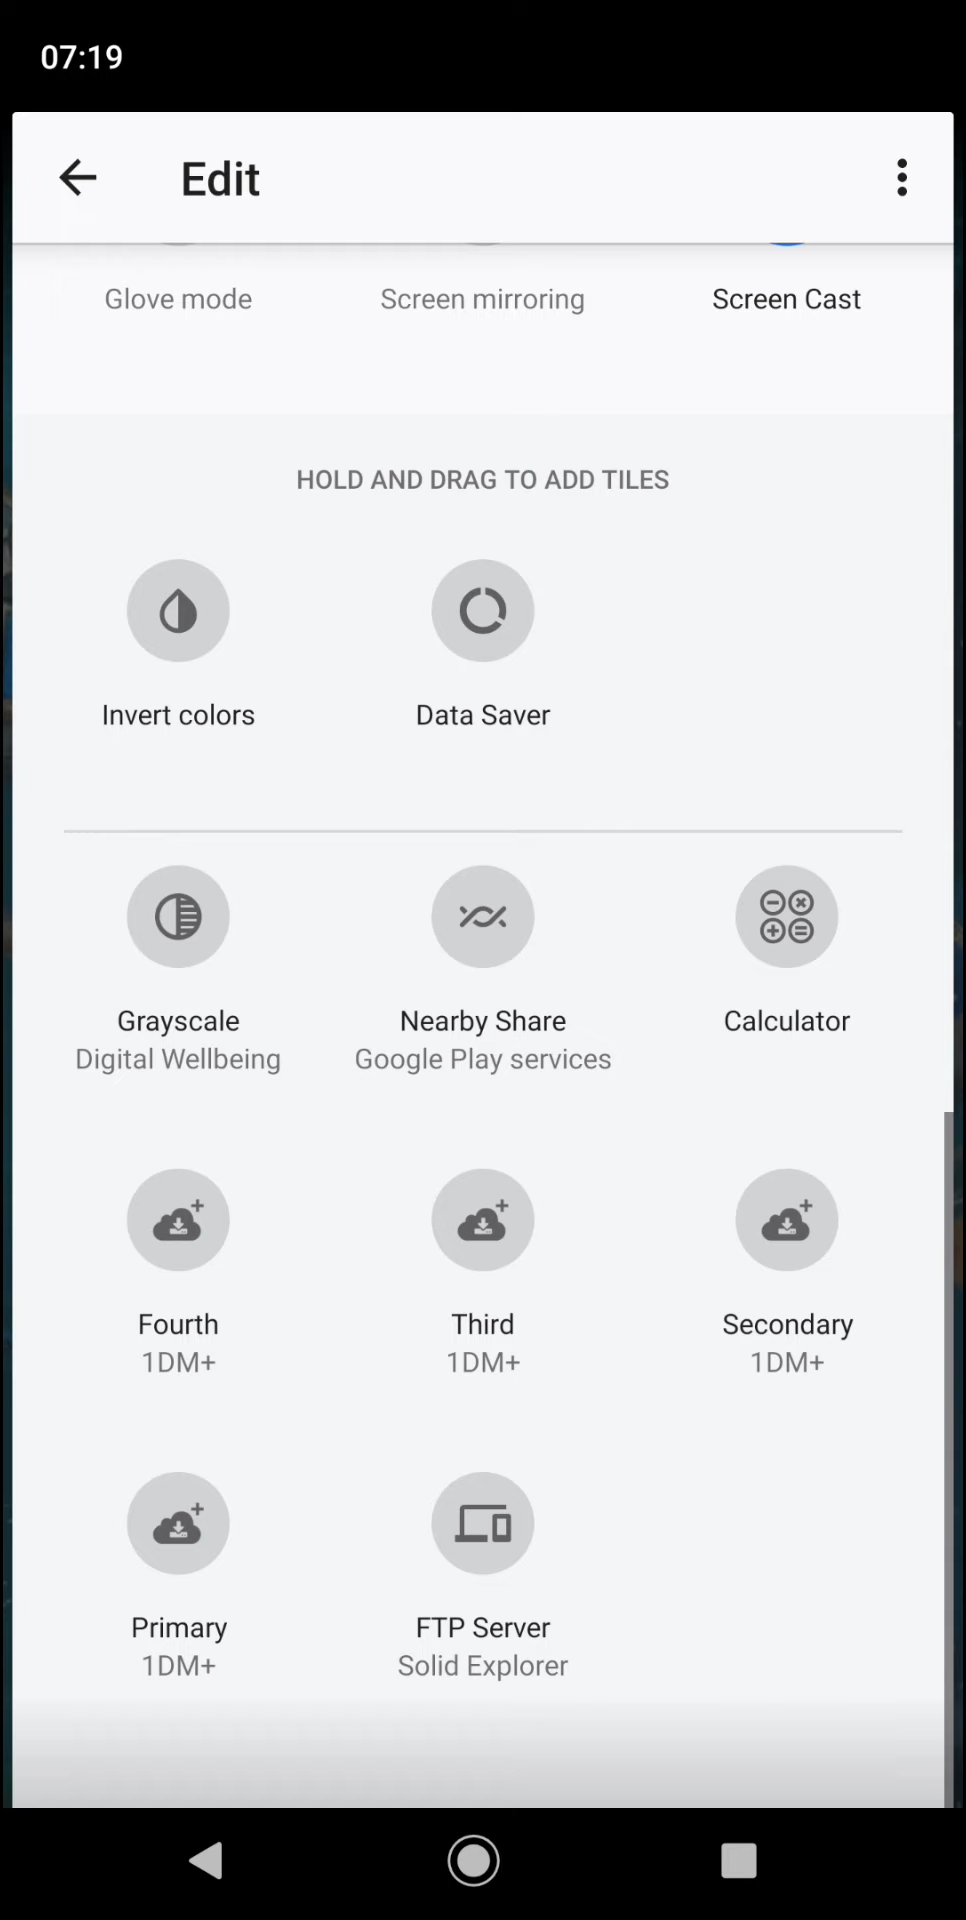 07:19
Edit
Glove mode
Screen mirroring
Screen Cast
HOLD AND DRAG TO ADD TILES
Invert colors
Data Saver
Grayscale
Digital Wellbeing
Nearby Share
Google Play services
Calculator
Fourth
1DM+
Third
1DM+
Secondary
1DM+
Primary
1DM+
FTP Server
Solid Explorer